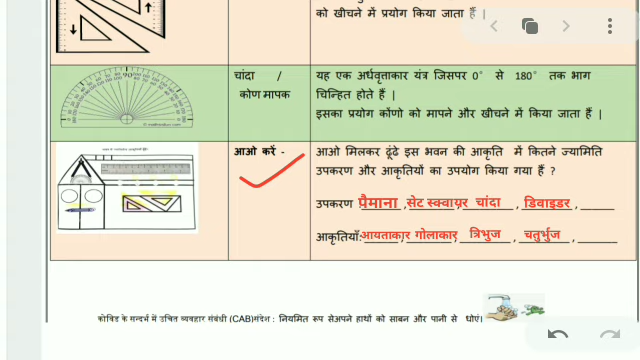 को खीचने में प्रयोग किया जाता हैं |
चांदा / कोण मापक
यह एक अर्धवृत्ताकार यंत्र जिसपर 0° से 180° तक भाग
चिन्हित होते हैं |
इसका प्रयोग कोंणो को मापने और खीचने में किया जाता हैं |
आओ करें -
आओ मिलकर ढूंढे इस भवन की आकृति में कितने ज्यामिति
उपकरण और आकृतियों का उपयोग किया गया हैं ?
उपकरण पैमाना ,सेट स्क्वायर चांदा , डिवाइडर ,
आकृतियाँ:आयताकार गोलाकार, त्रिभुज , चतुर्भुज ,
कोविड के सन्दर्भ में उचित व्यवहार संबंधी (CAB)संदेश : नियमित रूप सेअपने हाथों को साबन और पानी से धोएं|